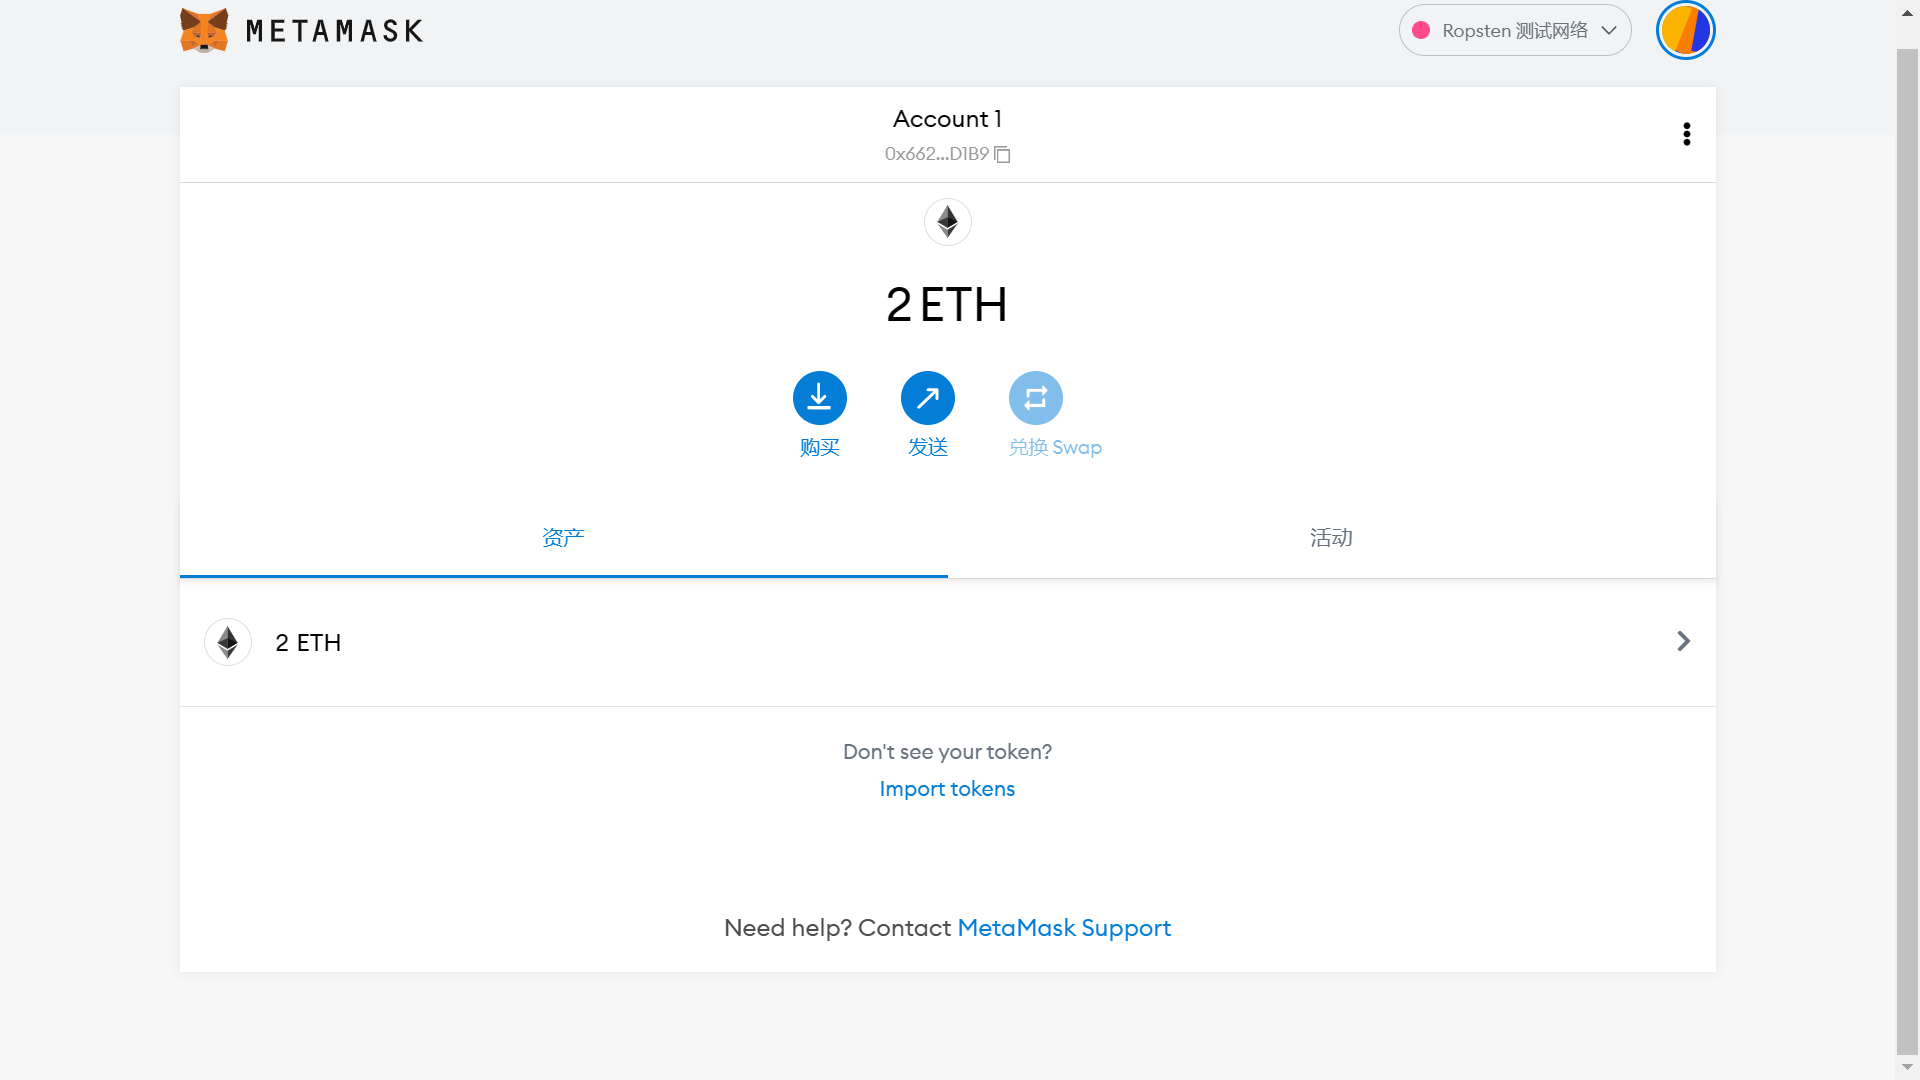 METAMASK
Ropsten 测试网络
Account 1
0x662...D1B9
2 ETH
购买
发送
兑换 Swap
资产
活动
2 ETH
Don't see your token?
Import tokens
Need help? Contact MetaMask Support